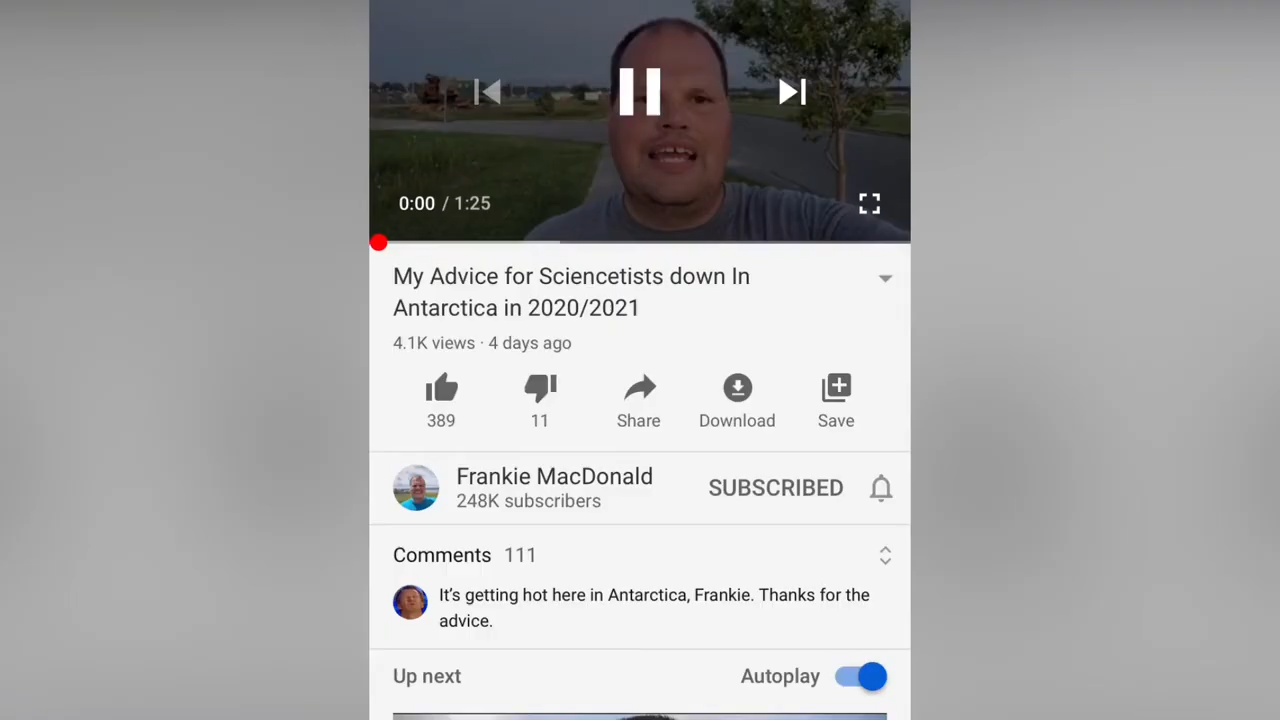 0:00 / 1:25
My Advice for Sciencetists down In
Antarctica in 2020/2021
4.1K views · 4 days ago
389 11 Share Download Save
Frankie MacDonald
248K subscribers
SUBSCRIBED
Comments 111
It’s getting hot here in Antarctica, Frankie. Thanks for the
advice.
Up next Autoplay